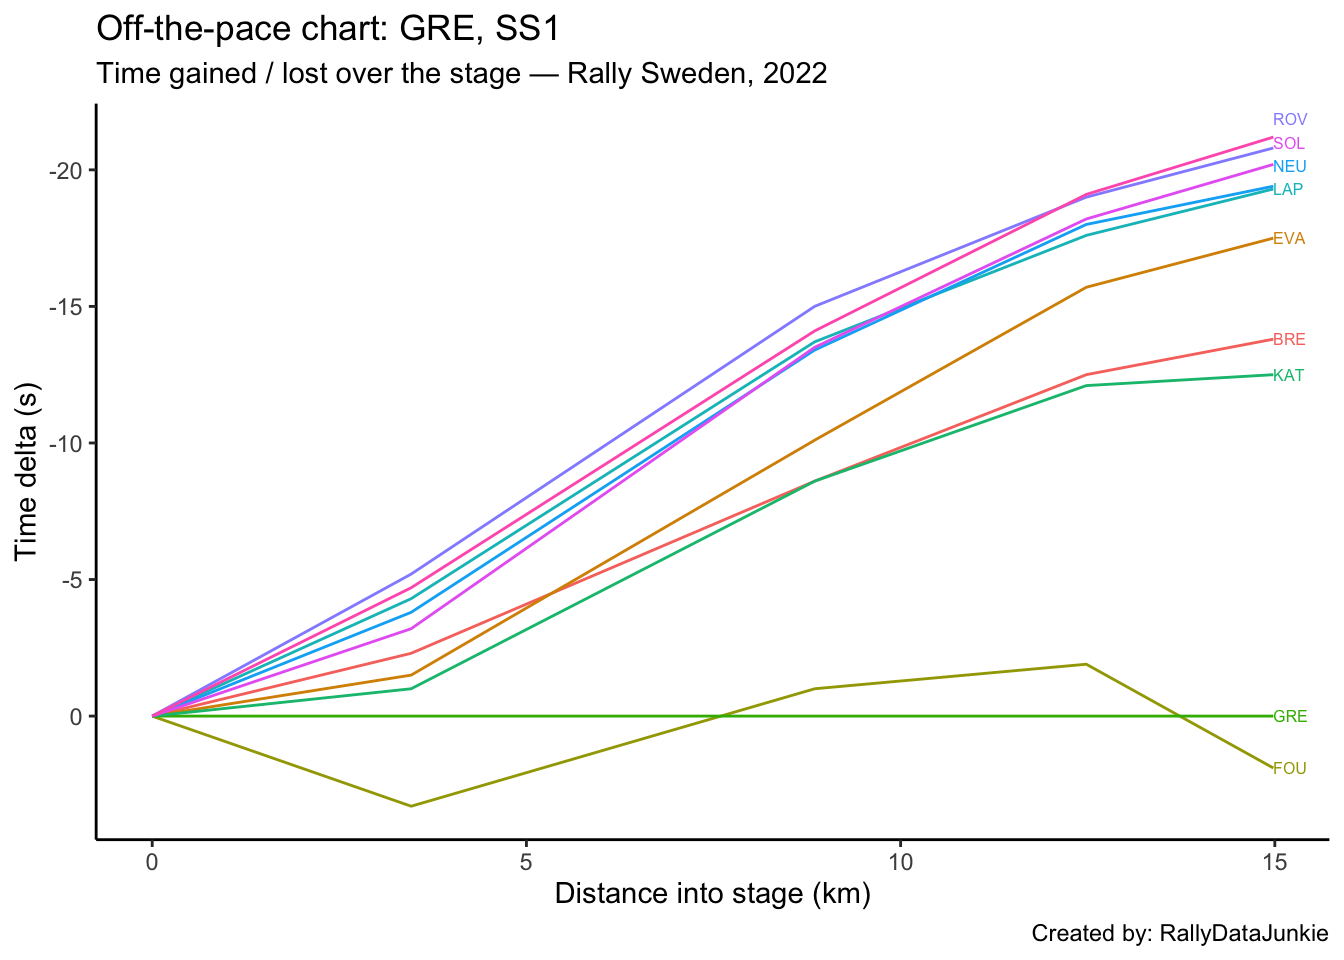 Off-the-pace chart: GRE, SS1
Time gained / lost over the stage — Rally Sweden, 2022
Time delta (s)
-20
-15
-10
-5
0
ROV
SOL
NEU
LAP
EVA
BRE
KAT
GRE
FOU
0 5 10 15
Distance into stage (km)
Created by: RallyDataJunkie